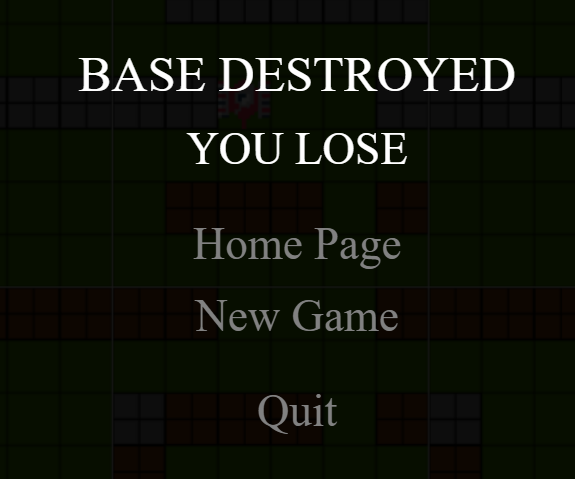 BASE DESTROYED
YOU LOSE
Home Page
New Game
Quit